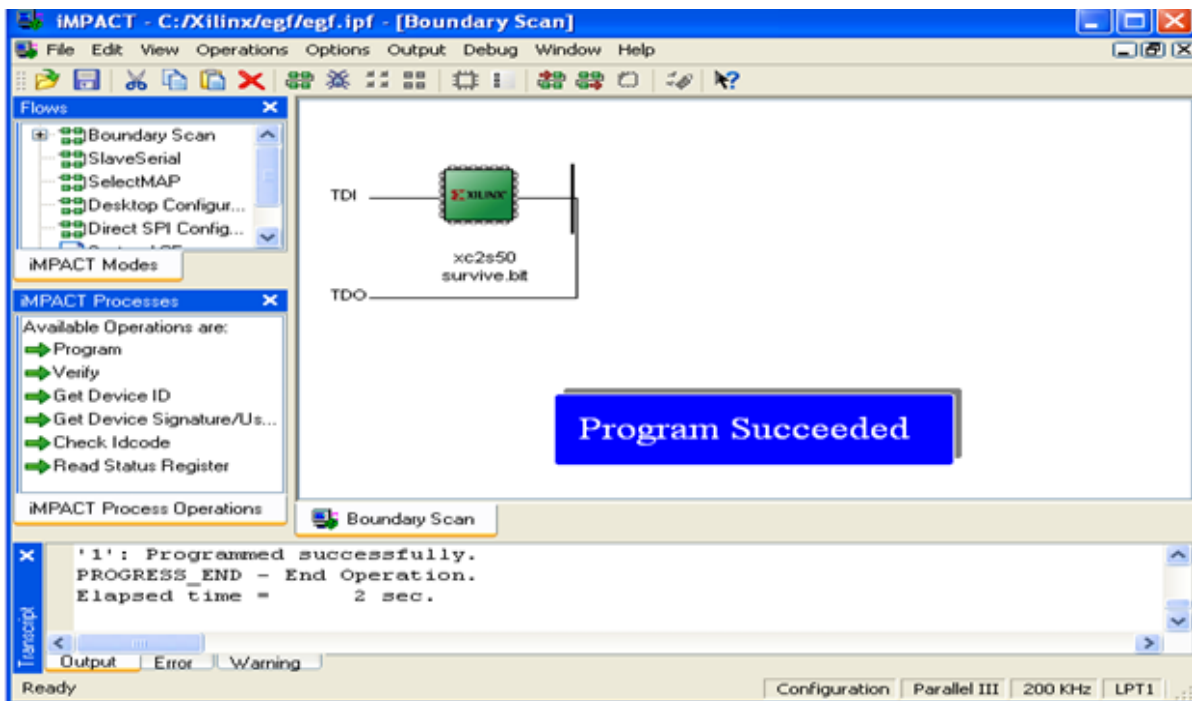 iMPACT - C:/Xilinx/egf/egf.ipf - [Boundary Scan]
File Edit View Operations Options Output Debug Window Help
Flows
Boundary Scan
SlaveSerial
SelectMAP
Desktop Configur...
Direct SPI Config...
iMPACT Modes
iMPACT Processes
Available Operations are:
Program
Verify
Get Device ID
Get Device Signature/Us...
Check Idcode
Read Status Register
iMPACT Process Operations
TDI
XILINX
xc2s50
survive.bit
TDO
Program Succeeded
Boundary Scan
'1': Programmed successfully.
PROGRESS_END - End Operation.
Elapsed time = 2 sec.
Transcript
Output Error Warning
Ready Configuration Parallel III 200 KHz LPT1